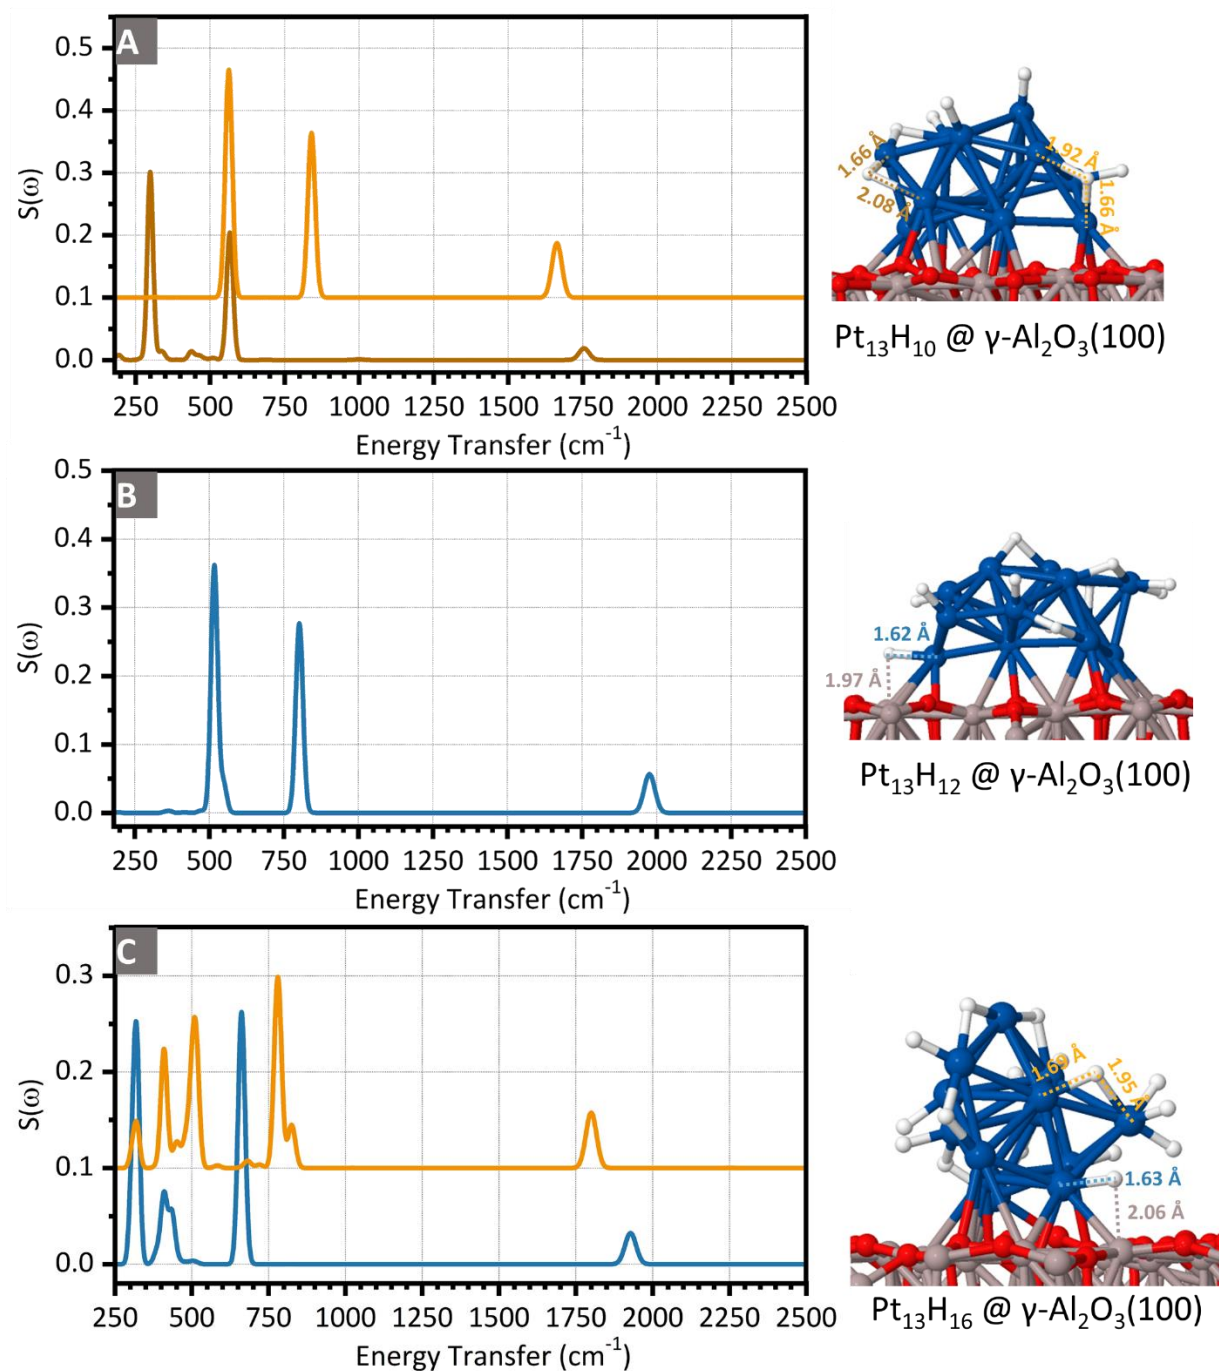 A
0.5
0.4
0.3
0.2
0.1
0.0
S(ω)
250 500 750 1000 1250 1500 1750 2000 2250 2500
Energy Transfer (cm⁻¹)
1.66 Å
2.08 Å
1.92 Å
1.66 Å
Pt₁₃H₁₀ @ γ-Al₂O₃(100)
B
0.5
0.4
0.3
0.2
0.1
0.0
S(ω)
250 500 750 1000 1250 1500 1750 2000 2250 2500
Energy Transfer (cm⁻¹)
1.62 Å
1.97 Å
Pt₁₃H₁₂ @ γ-Al₂O₃(100)
C
0.3
0.2
0.1
0.0
S(ω)
250 500 750 1000 1250 1500 1750 2000 2250 2500
Energy Transfer (cm⁻¹)
1.69 Å
1.95 Å
1.63 Å
2.06 Å
Pt₁₃H₁₆ @ γ-Al₂O₃(100)